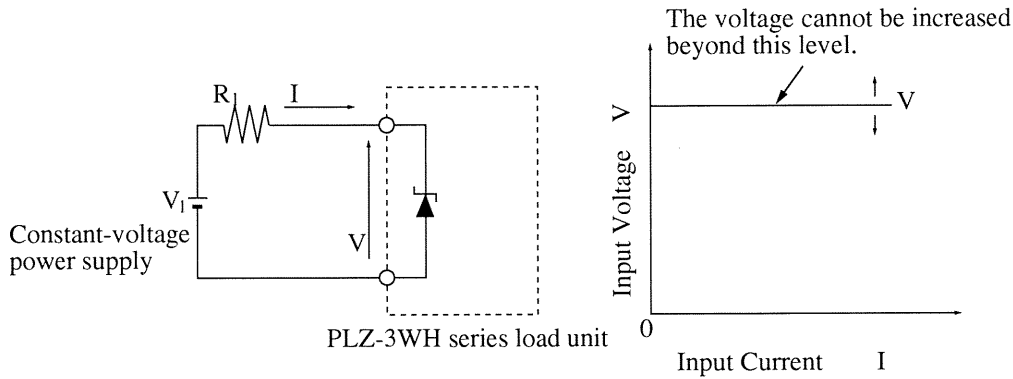 The voltage cannot be increased
beyond this level.
R1
I
V
V1
Constant-voltage
power supply
V
Input Voltage V
0
PLZ-3WH series load unit
Input Current I